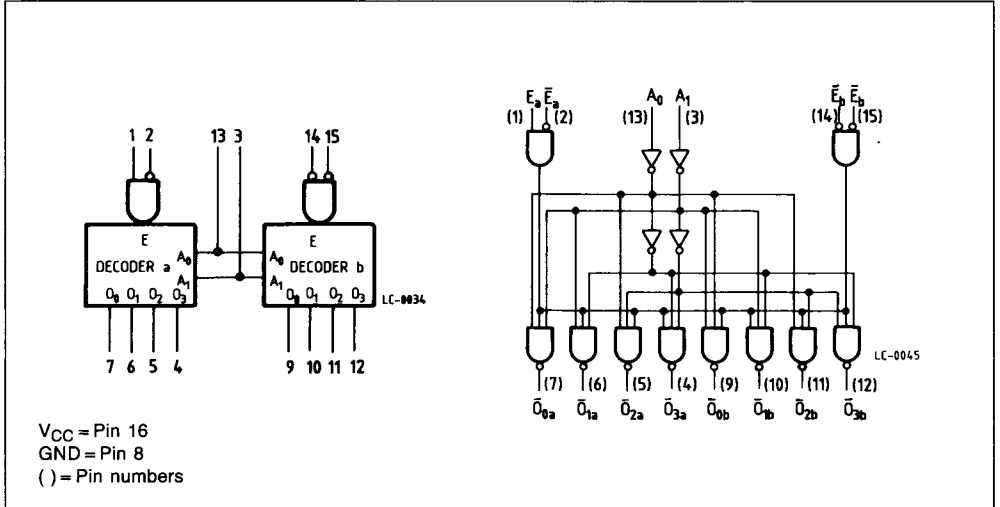 1 2 13 3 14 15
E
DECODER a
A₀
A₁
O₀ O₁ O₂ O₃
E
DECODER b
A₀
A₁
O₀ O₁ O₂ O₃
LC-0034
7 6 5 4 9 10 11 12
Eₐ Ēₐ
(1) (2)
A₀ A₁
(13) (3)
Ē_b Ē_b
(14) (15)
LC-0045
(7) (6) (5) (4) (9) (10) (11) (12)
Ō₀ₐ Ō₁ₐ Ō₂ₐ Ō₃ₐ Ō₀b Ō₁b Ō₂b Ō₃b
V_CC = Pin 16
GND = Pin 8
( ) = Pin numbers